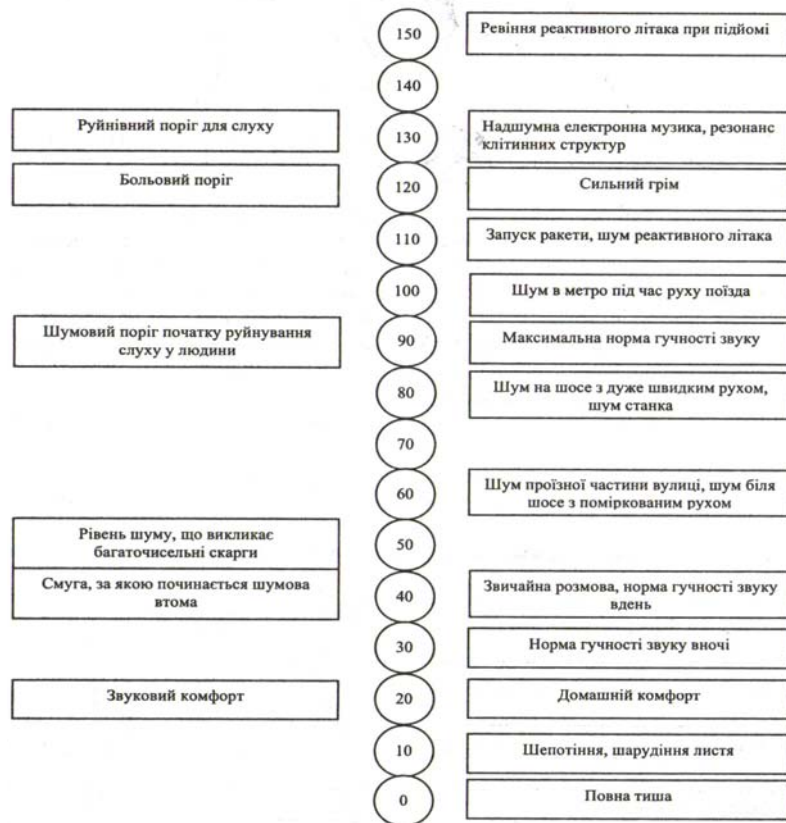 150
Ревіння реактивного літака при підйомі
140
Руйнівний поріг для слуху
130
Надшумна електронна музика, резонанс
клітинних структур
Больовий поріг
120
Сильний грім
110
Запуск ракети, шум реактивного літака
100
Шум в метро під час руху поїзда
Шумовий поріг початку руйнування
слуху у людини
90
Максимальна норма гучності звуку
80
Шум на шосе з дуже швидким рухом,
шум станка
70
60
Шум проїзної частини вулиці, шум біля
шосе з поміркованим рухом
Рівень шуму, що викликає
багаточисельні скарги
50
Смуга, за якою починається шумова
втома
40
Звичайна розмова, норма гучності звуку
вдень
30
Норма гучності звуку вночі
Звуковий комфорт
20
Домашній комфорт
10
Шепотіння, шарудіння листя
0
Повна тиша